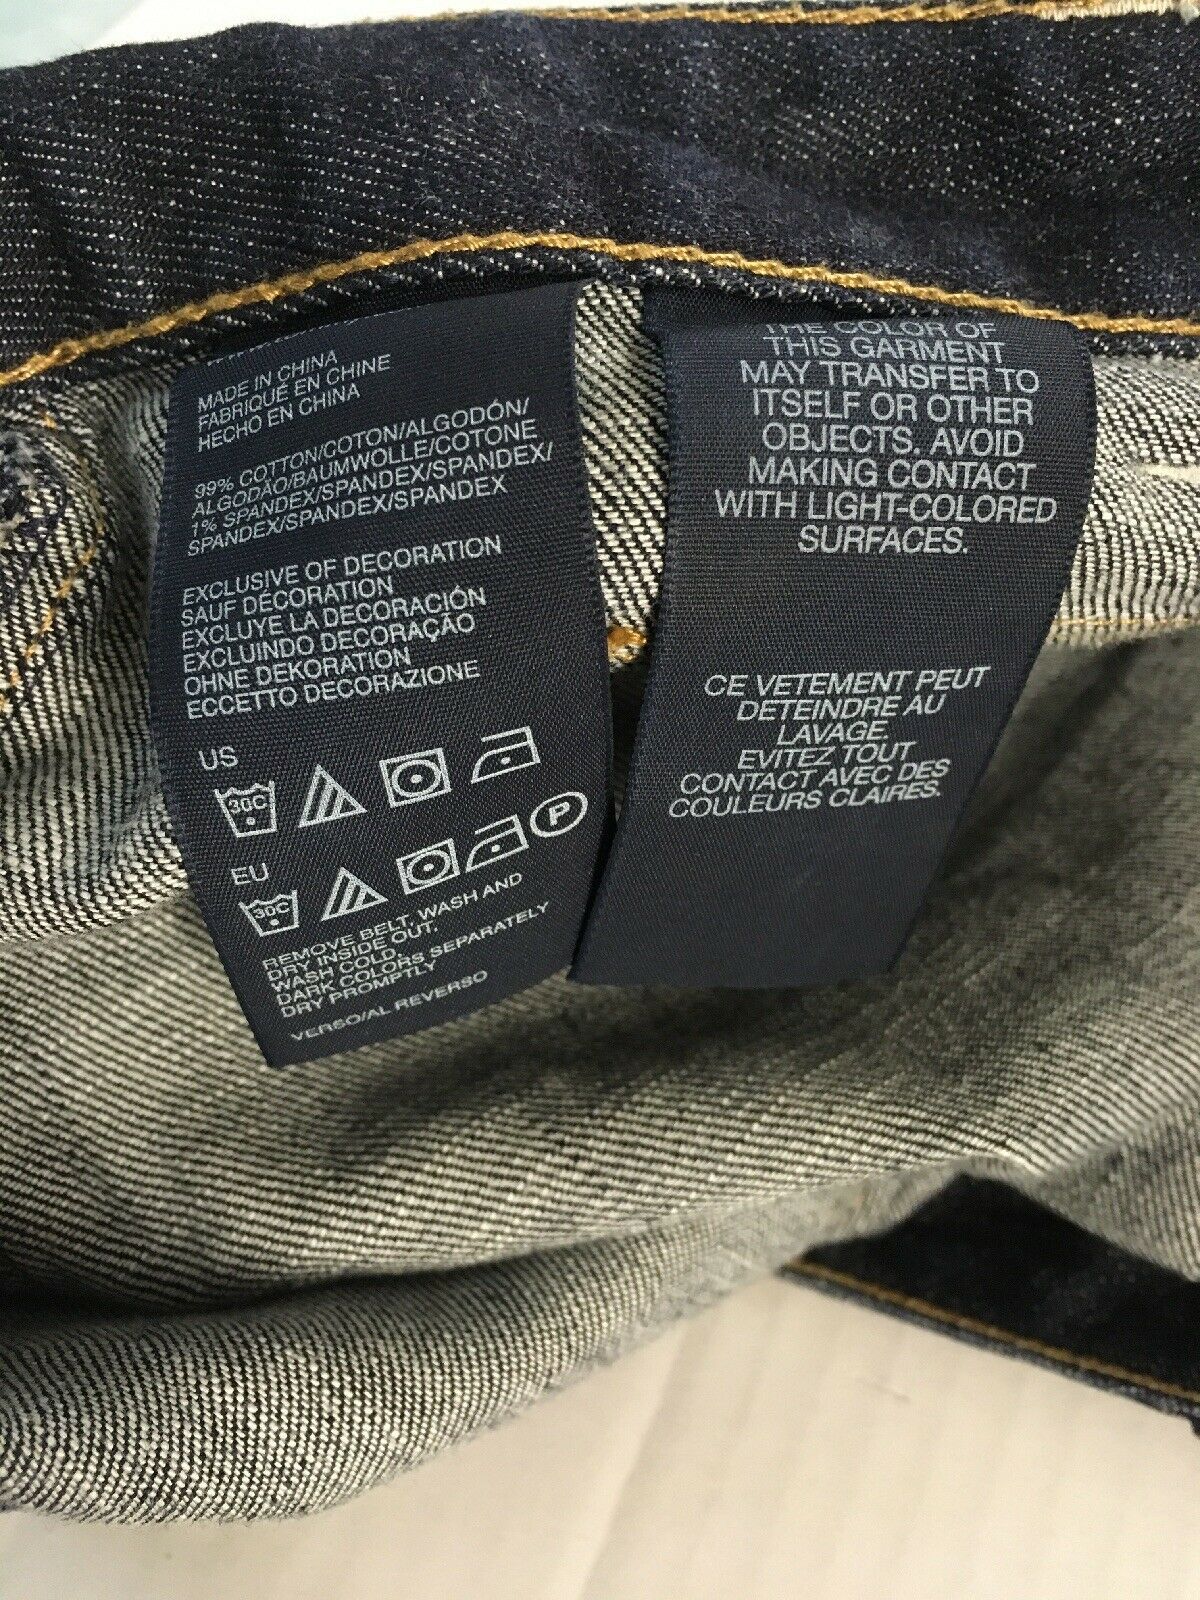 MADE IN CHINA
FABRIQUÉ EN CHINE
HECHO EN CHINA
99% COTTON/COTON/ALGODÓN/
ALGODÃO/BAUMWOLLE/COTONE
1% SPANDEX/SPANDEX/SPANDEX/
SPANDEX/SPANDEX/SPANDEX
EXCLUSIVE OF DECORATION
SAUF DÉCORATION
EXCLUYE LA DECORACIÓN
EXCLUINDO DECORAÇÃO
OHNE DEKORATION
ECCETTO DECORAZIONE
US
30C
EU
30C
P
REMOVE BELT, WASH AND
DRY INSIDE OUT.
WASH COLD.
DARK COLORS SEPARATELY
DRY PROMPTLY
VERSO/AL REVERSO
THE COLOR OF
THIS GARMENT
MAY TRANSFER TO
ITSELF OR OTHER
OBJECTS. AVOID
MAKING CONTACT
WITH LIGHT-COLORED
SURFACES.
CE VETEMENT PEUT
DETEINDRE AU
LAVAGE.
EVITEZ TOUT
CONTACT AVEC DES
COULEURS CLAIRES.